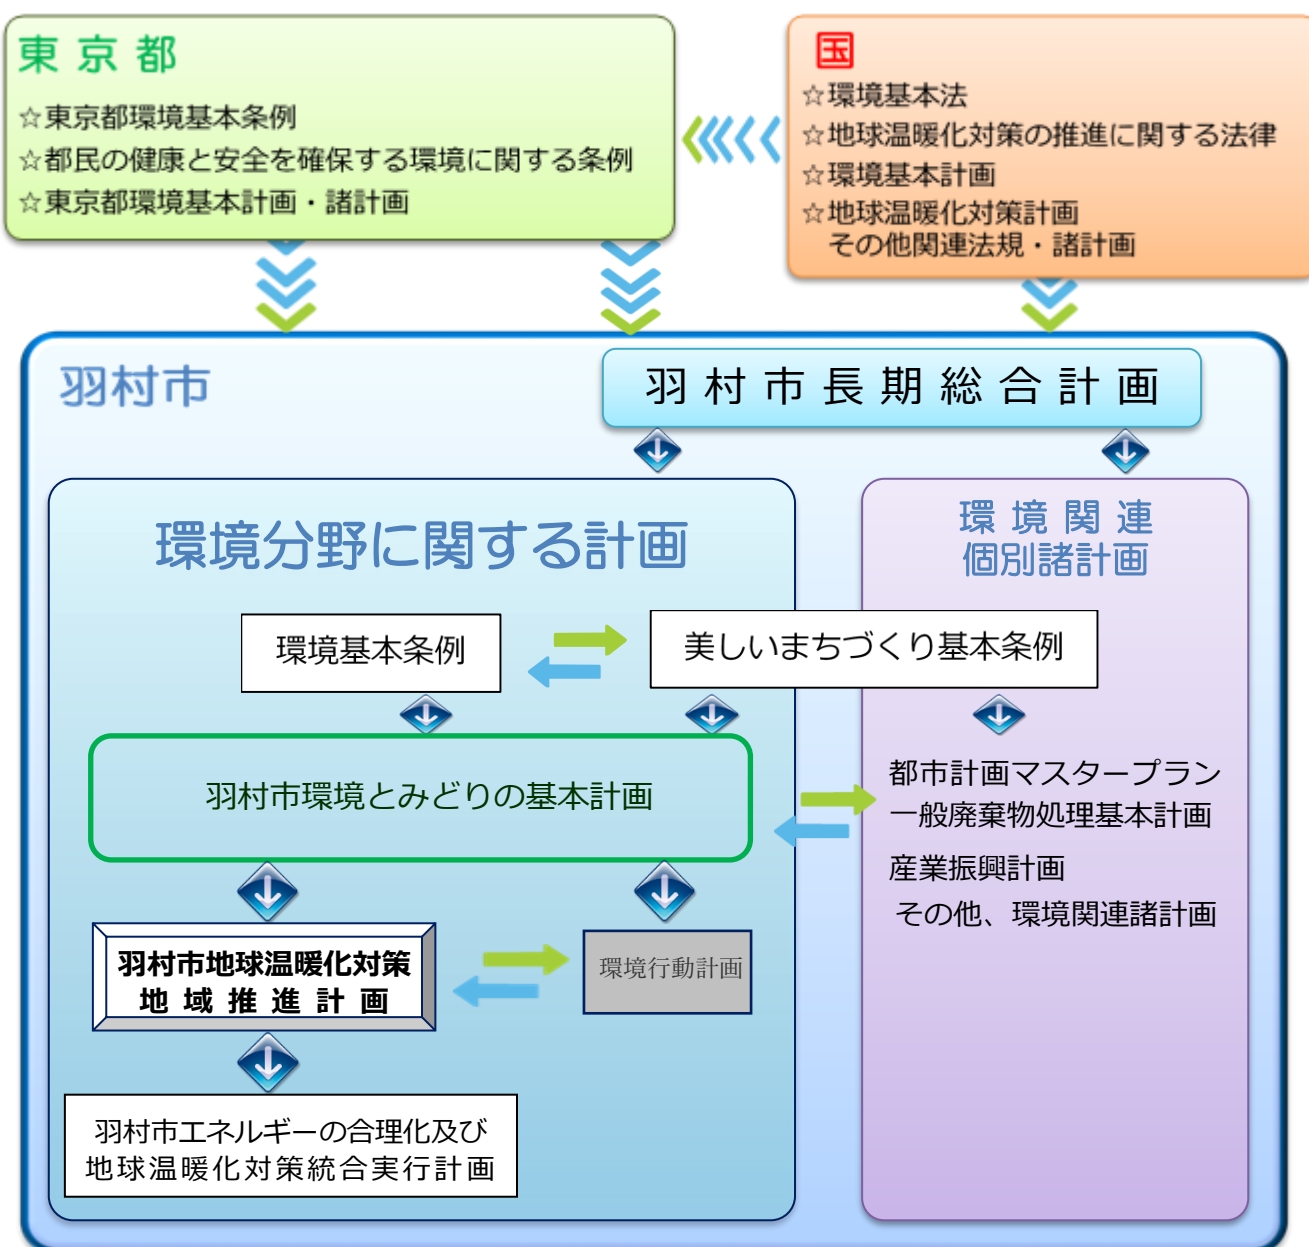 東京都
☆東京都環境基本条例
☆都民の健康と安全を確保する環境に関する条例
☆東京都環境基本計画・諸計画
国
☆環境基本法
☆地球温暖化対策の推進に関する法律
☆環境基本計画
☆地球温暖化対策計画
その他関連法規・諸計画
羽村市
羽村市長期総合計画
環境分野に関する計画
環境関連
個別諸計画
環境基本条例
美しいまちづくり基本条例
羽村市環境とみどりの基本計画
都市計画マスタープラン
一般廃棄物処理基本計画
産業振興計画
その他、環境関連諸計画
羽村市地球温暖化対策
地域推進計画
環境行動計画
羽村市エネルギーの合理化及び
地球温暖化対策統合実行計画